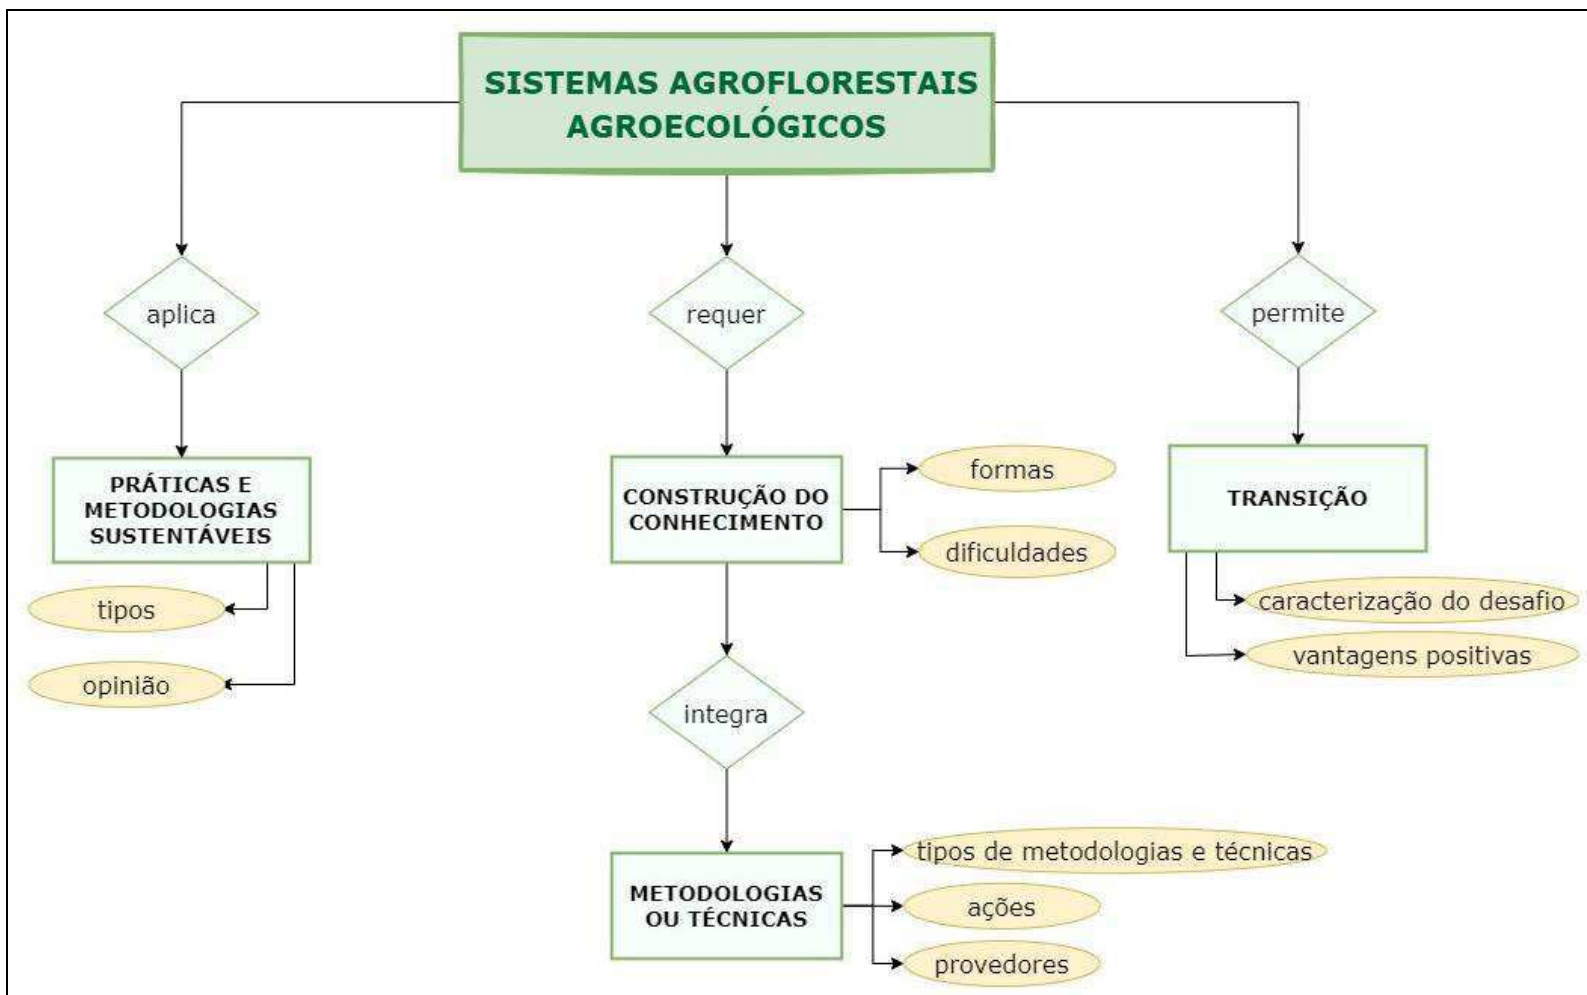 SISTEMAS AGROFLORESTAIS
AGROECOLÓGICOS
aplica
requer
permite
PRÁTICAS E
METODOLOGIAS
SUSTENTÁVEIS
tipos
opinião
CONSTRUÇÃO DO
CONHECIMENTO
formas
dificuldades
TRANSIÇÃO
caracterização do desafio
vantagens positivas
integra
METODOLOGIAS
OU TÉCNICAS
tipos de metodologias e técnicas
ações
provedores